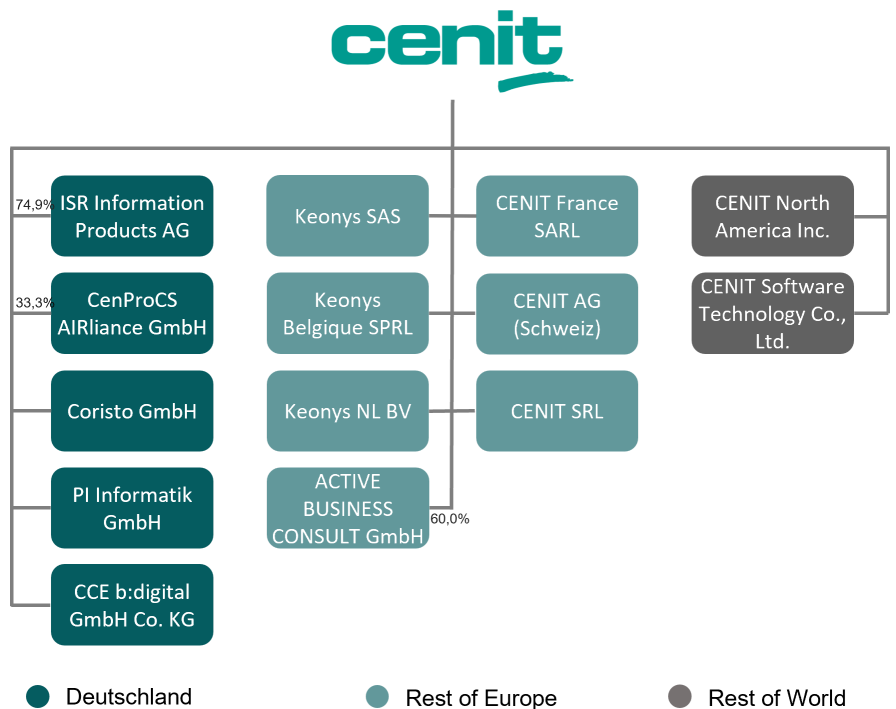 cenit
74,9%
ISR Information
Products AG
33,3%
CenProCS
AIRliance GmbH
Coristo GmbH
PI Informatik
GmbH
CCE b:digital
GmbH Co. KG
Keonys SAS
Keonys
Belgique SPRL
Keonys NL BV
ACTIVE
BUSINESS
CONSULT GmbH
60,0%
CENIT France
SARL
CENIT AG
(Schweiz)
CENIT SRL
CENIT North
America Inc.
CENIT Software
Technology Co.,
Ltd.
Deutschland
Rest of Europe
Rest of World